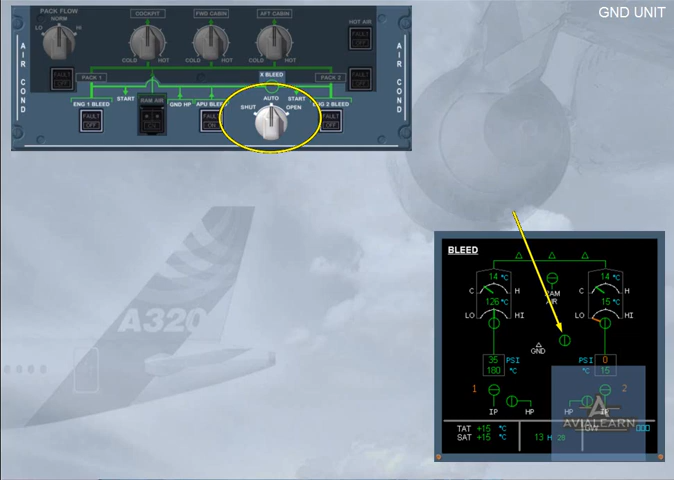 GND UNIT
PACK FLOW
LO NORM HI
COCKPIT
FWD CABIN
AFT CABIN
HOT AIR
COLD HOT COLD HOT COLD HOT
AIR COND
AIR COND
FAULT
OFF
PACK 1
X BLEED
PACK 2
FAULT
OFF
START
AUTO
START
ENG 1 BLEED
RAM AIR
GND HP
APU BLEED
SHUT
OPEN
ENG 2 BLEED
FAULT
OFF
FAULT
ON
FAULT
OFF
A320
BLEED
14 °C
14 °C
C H
RAM
AIR
C H
126 °C
15 °C
LO HI
LO HI
GND
35 PSI
180 °C
PSI 0
°C 15
1
2
IP HP
HP IP
AVIALEARN
TAT +15 °C
SAT +15 °C
13 H 28
GW